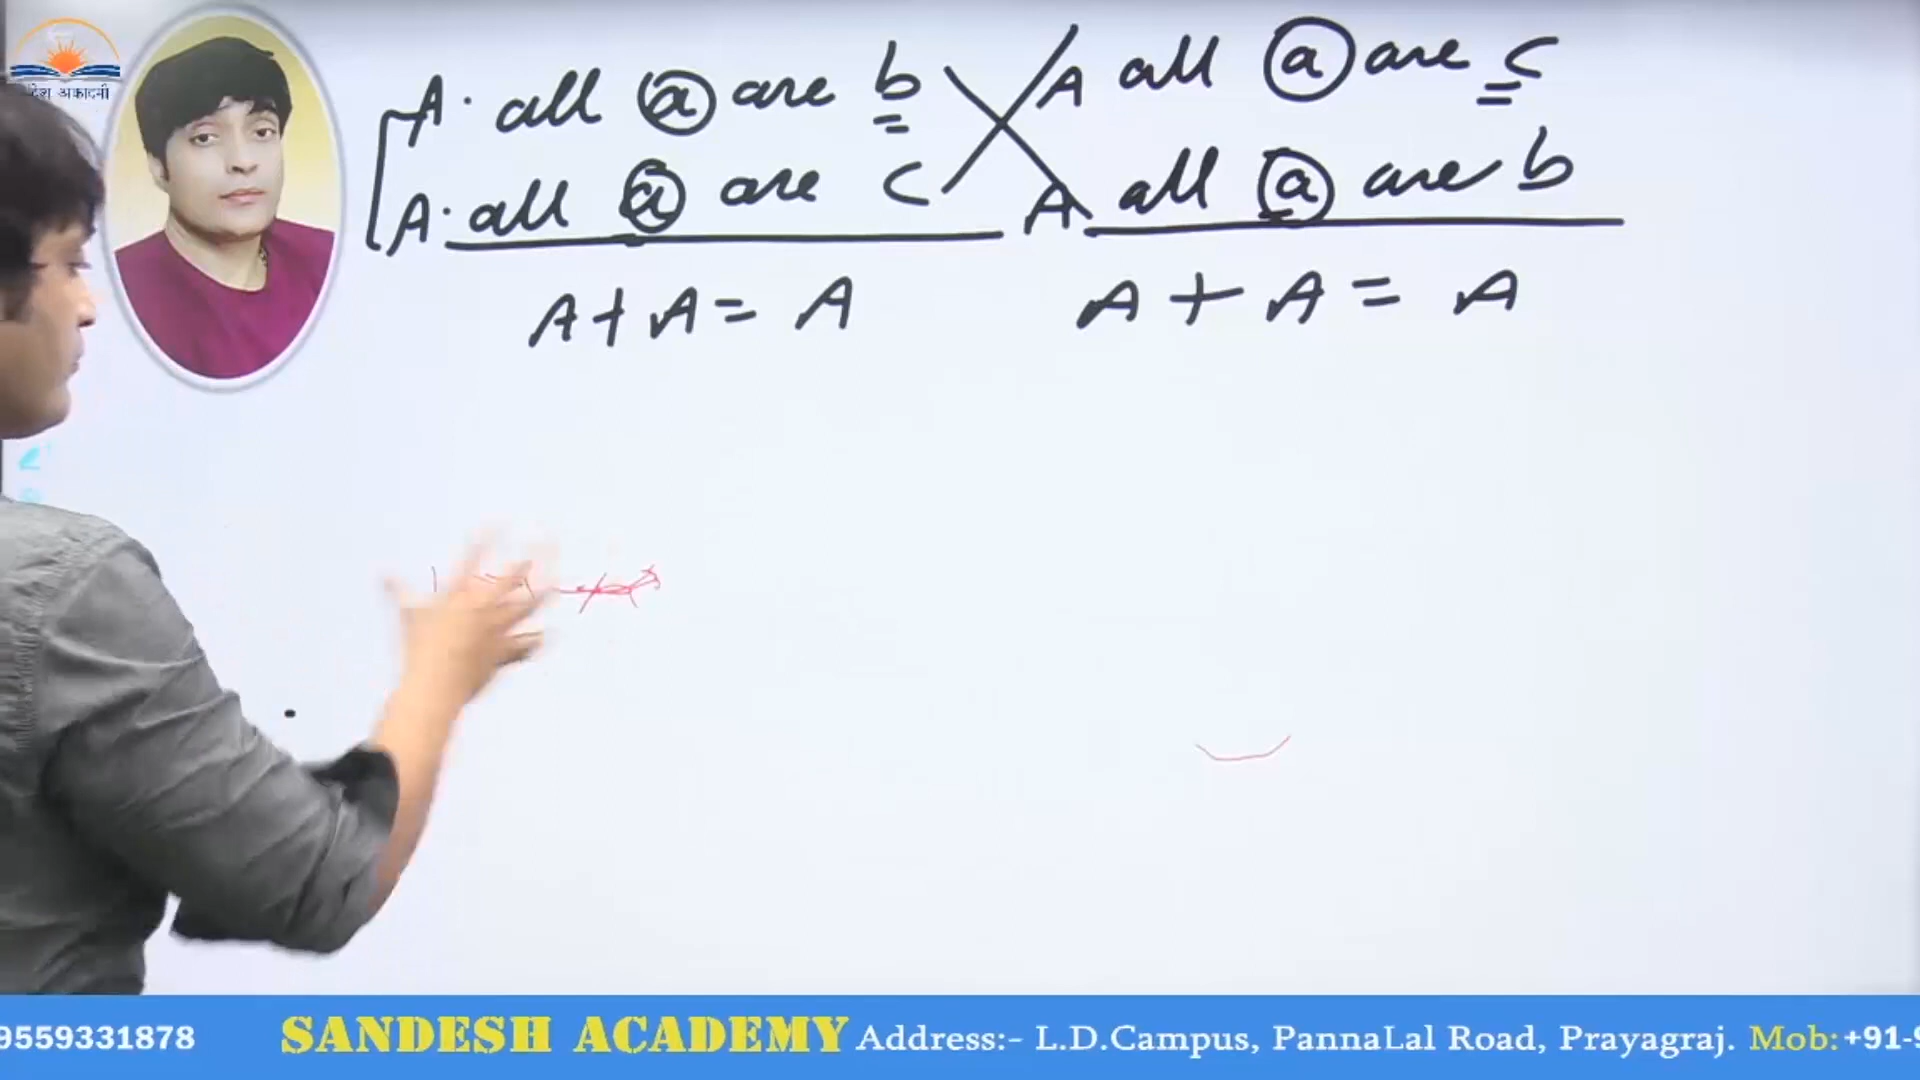 देश अकादमी
A. all a are b A all a are c
A. all a are c A all a are b
A + A = A A + A = A
9559331878 SANDESH ACADEMY Address:- L.D.Campus, PannaLal Road, Prayagraj. Mob: +91-9